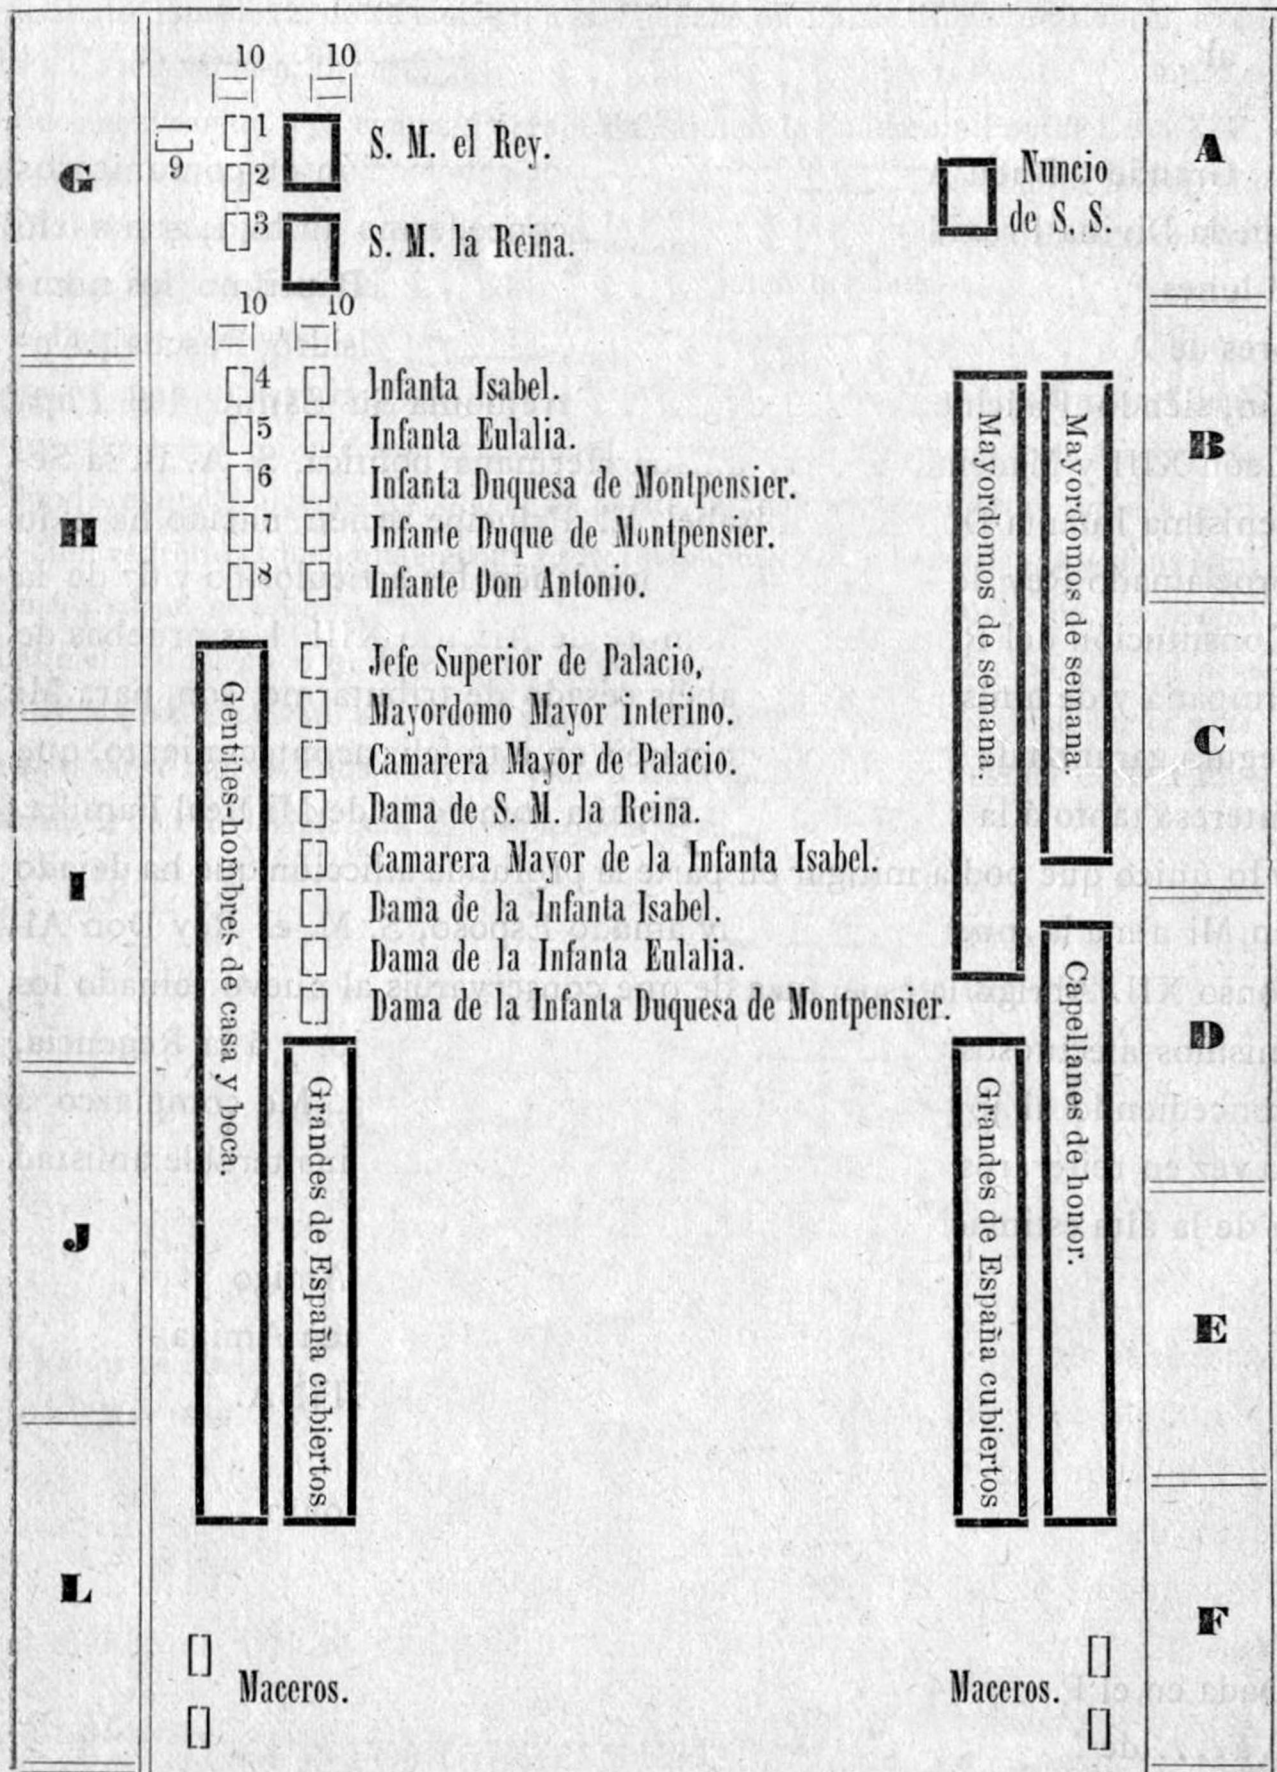 10 10
1
9
2
3
S. M. el Rey.
S. M. la Reina.
Nuncio
de S. S.
10 10
4
Infanta Isabel.
5
Infanta Eulalia.
6
Infanta Duquesa de Montpensier.
7
Infante Duque de Montpensier.
8
Infante Don Antonio.
Jefe Superior de Palacio,
Mayordomo Mayor interino.
Camarera Mayor de Palacio.
Dama de S. M. la Reina.
Camarera Mayor de la Infanta Isabel.
Dama de la Infanta Isabel.
Dama de la Infanta Eulalia.
Dama de la Infanta Duquesa de Montpensier.
Gentiles-hombres de casa y boca.
Grandes de España cubiertos.
Mayordomos de semana.
Mayordomos de semana.
Grandes de España cubiertos
Capellanes de honor.
Maceros.
Maceros.
G
H
I
J
L
A
B
C
D
E
F